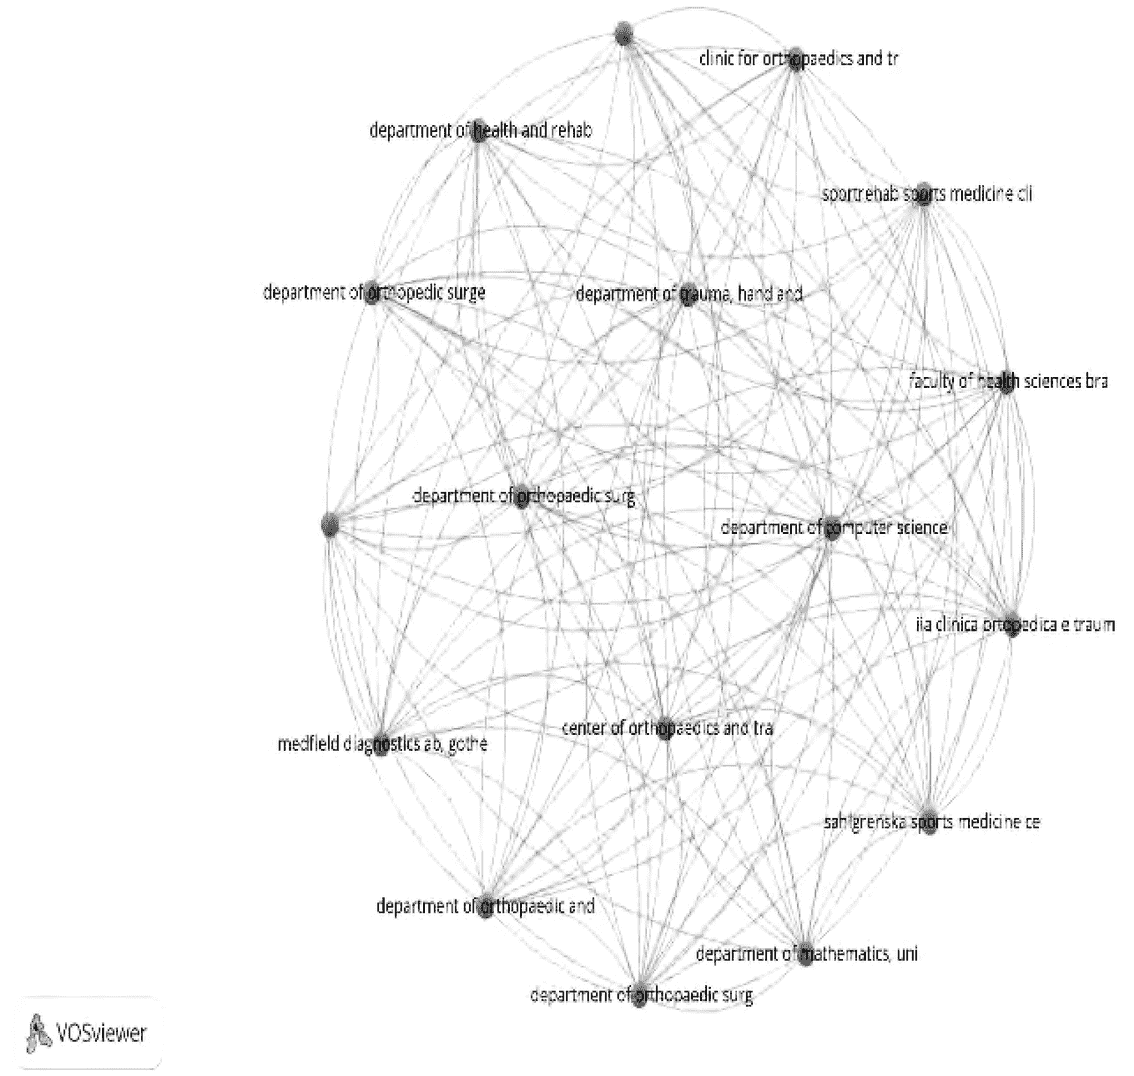 clinic for orthopaedics and tr
department of health and rehab
sportrehab sports medicine cli
department of orthopedic surge
department of trauma, hand and
faculty of health sciences bra
department of orthopaedic surg
department of computer science
iia clinica ortopedica e traum
center of orthopaedics and tra
medfield diagnostics ab, gothe
sahlgrenska sports medicine ce
department of orthopaedic and
department of mathematics, uni
department of orthopaedic surg
VOSviewer